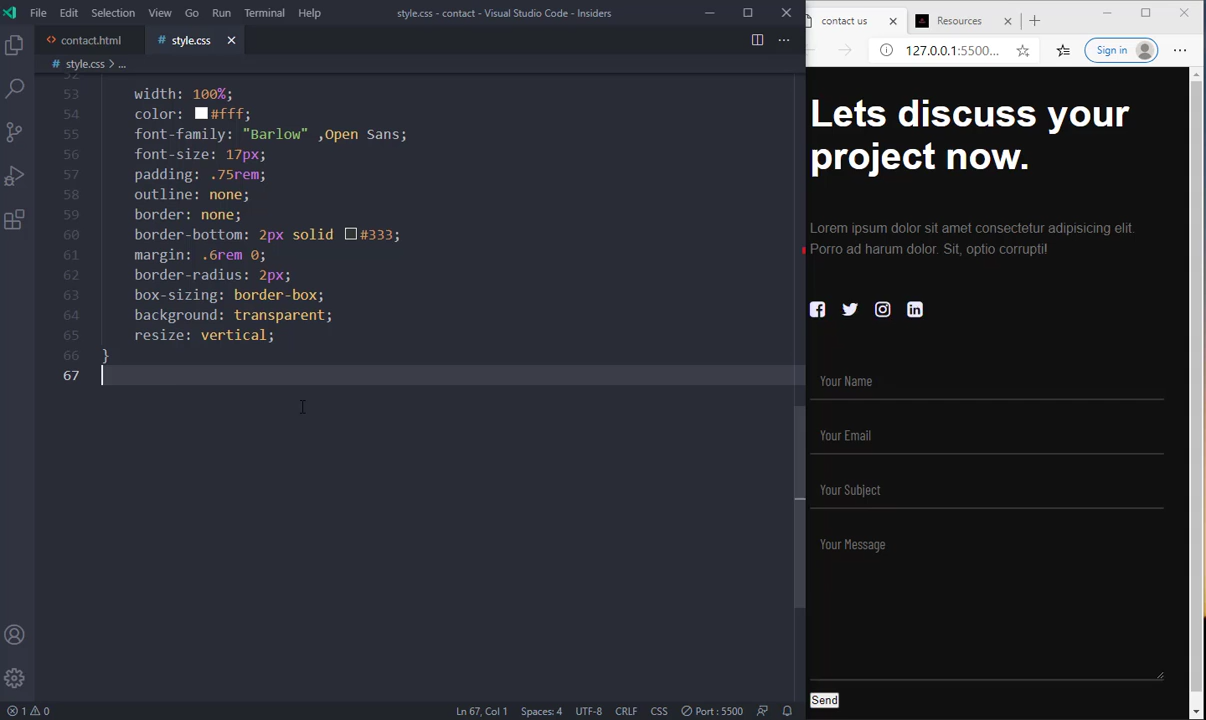 File Edit Selection View Go Run Terminal Help
style.css - contact - Visual Studio Code - Insiders
contact.html
style.css
style.css > ...
53 width: 100%;
54 color: #fff;
55 font-family: "Barlow" ,Open Sans;
56 font-size: 17px;
57 padding: .75rem;
58 outline: none;
59 border: none;
60 border-bottom: 2px solid #333;
61 margin: .6rem 0;
62 border-radius: 2px;
63 box-sizing: border-box;
64 background: transparent;
65 resize: vertical;
66 }
67
1 0
Ln 67, Col 1 Spaces: 4 UTF-8 CRLF CSS Port : 5500
contact us
Resources
127.0.0.1:5500...
Sign in
Lets discuss your
project now.
Lorem ipsum dolor sit amet consectetur adipisicing elit.
Porro ad harum dolor. Sit, optio corrupti!
Your Name
Your Email
Your Subject
Your Message
Send